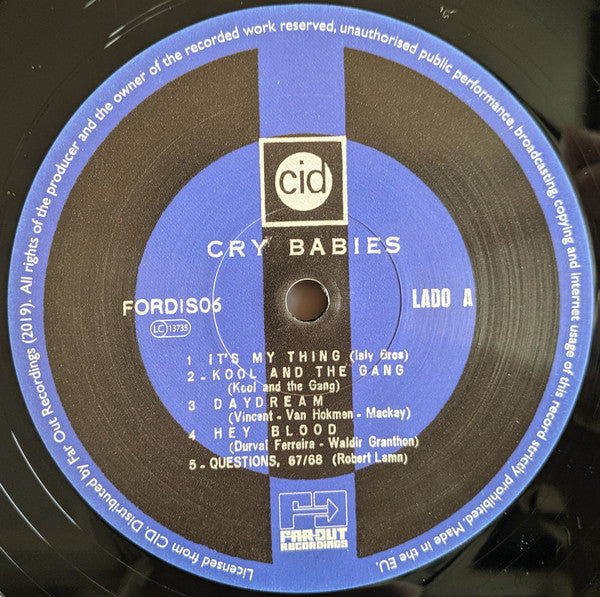 All rights of the producer and the owner of the recorded work reserved, unauthorised public performance, broadcasting, copying and internet usage of this record strictly prohibited. Made in the EU.
cid
CRY BABIES
FORDIS06
LADO A
LC 13735
1 IT'S MY THING (Isly Bros)
2 - KOOL AND THE GANG
(Kool and the Gang)
3 DAYDREAM
(Vincent - Van Hokmen - Mackay)
4 HEY BLOOD
(Durval Ferreira - Waldir Granthon)
5 - QUESTIONS, 67/68 (Robert Lamn)
FAR OUT
RECORDINGS
Licensed from CID. Distributed by Far Out Recordings (2019).